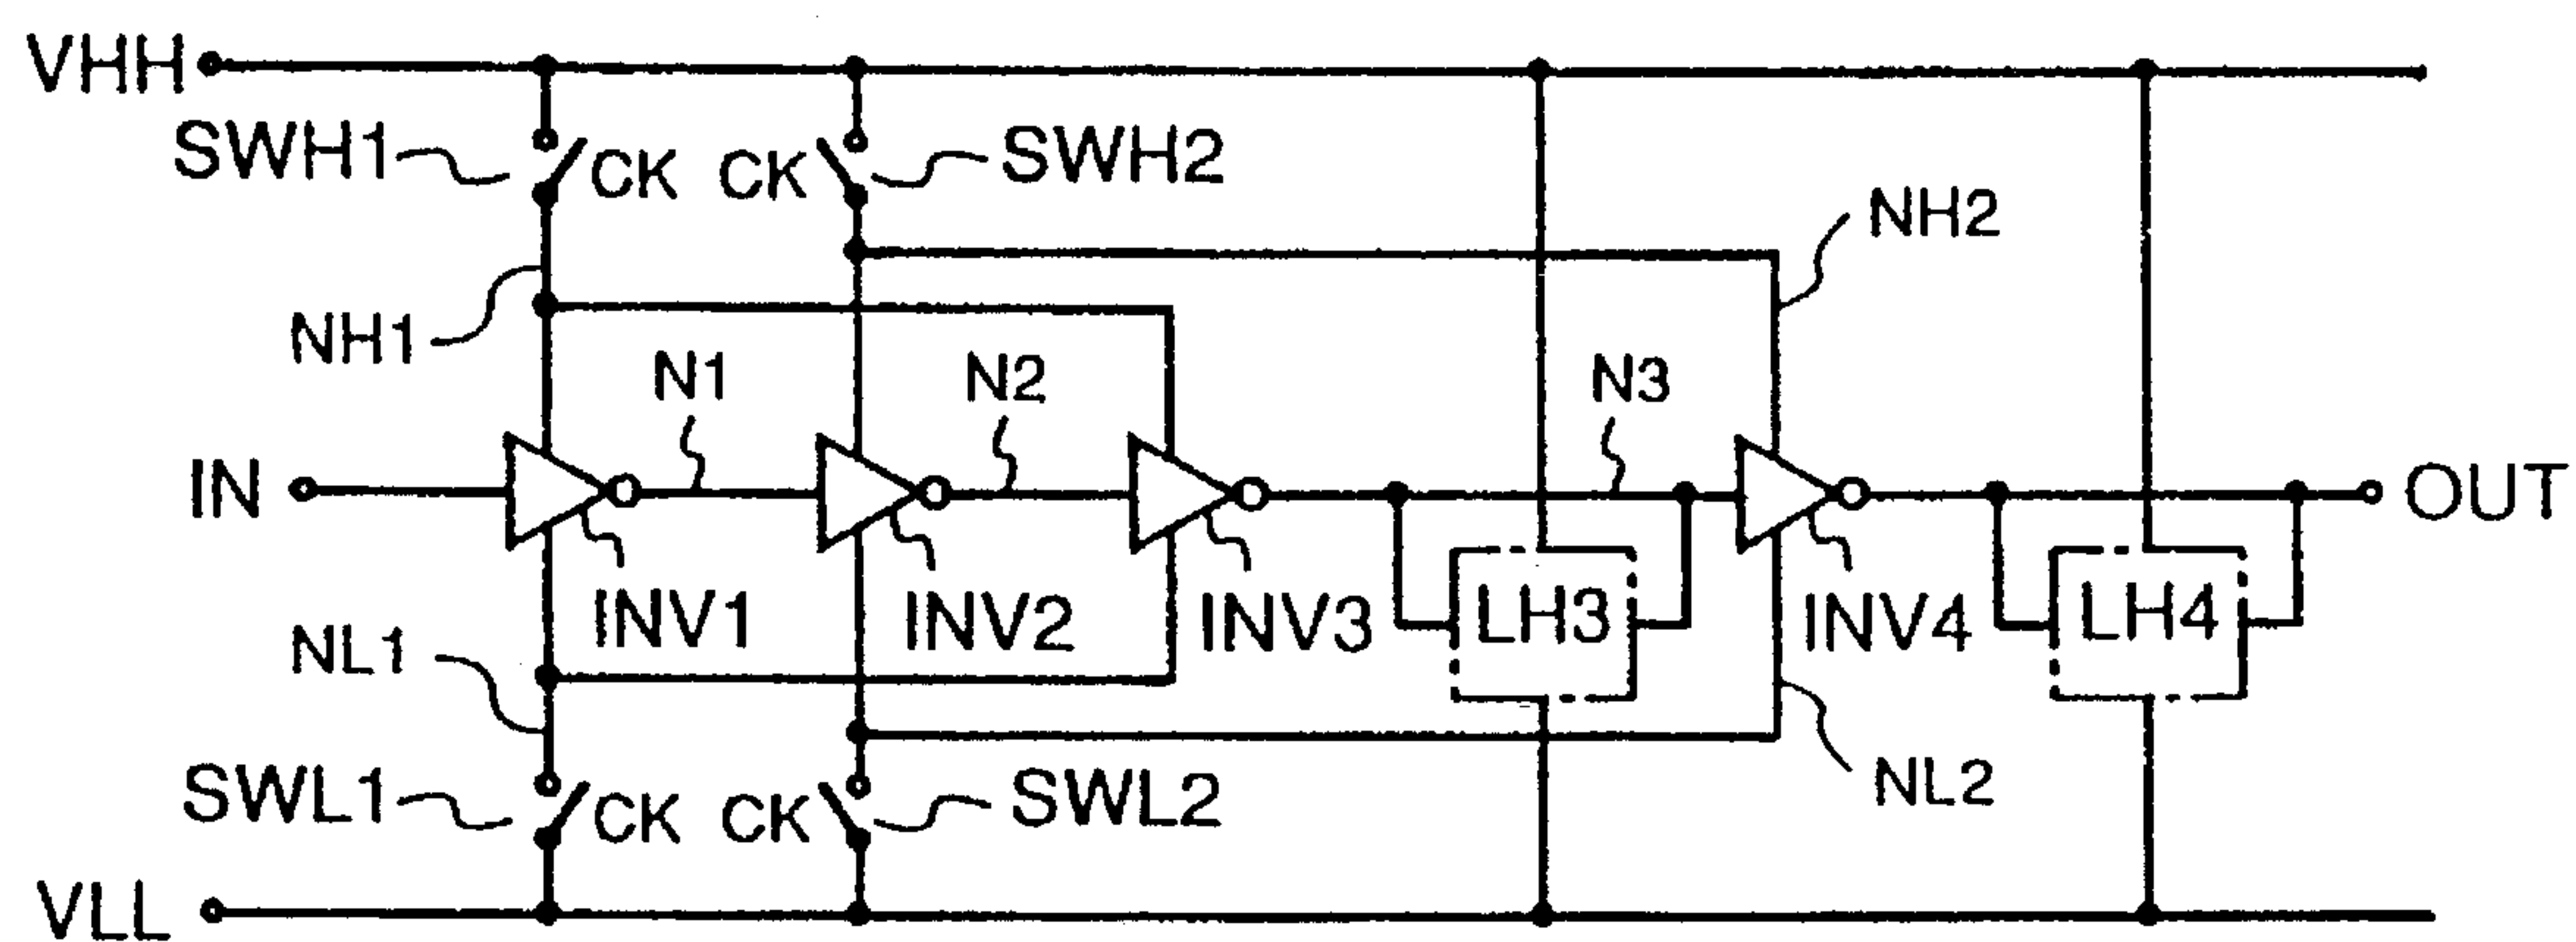 VHH
SWH1
CK
CK
SWH2
NH2
NH1
N1
N2
N3
IN
OUT
INV1
INV2
INV3
LH3
INV4
LH4
NL1
NL2
SWL1
CK
CK
SWL2
VLL